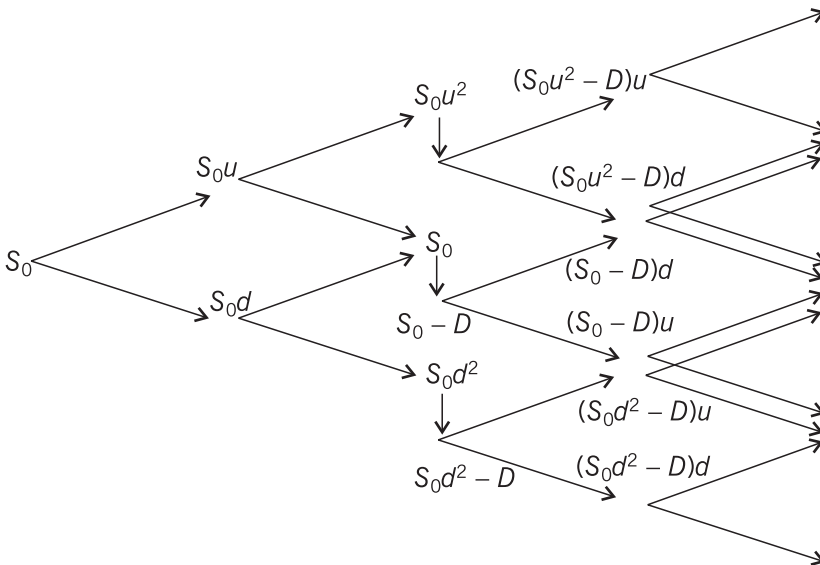 (S₀u² – D)u
S₀u²
S₀u
(S₀u² – D)d
S₀
S₀
(S₀ – D)d
S₀d
S₀ – D
(S₀ – D)u
S₀d²
(S₀d² – D)u
S₀d² – D
(S₀d² – D)d